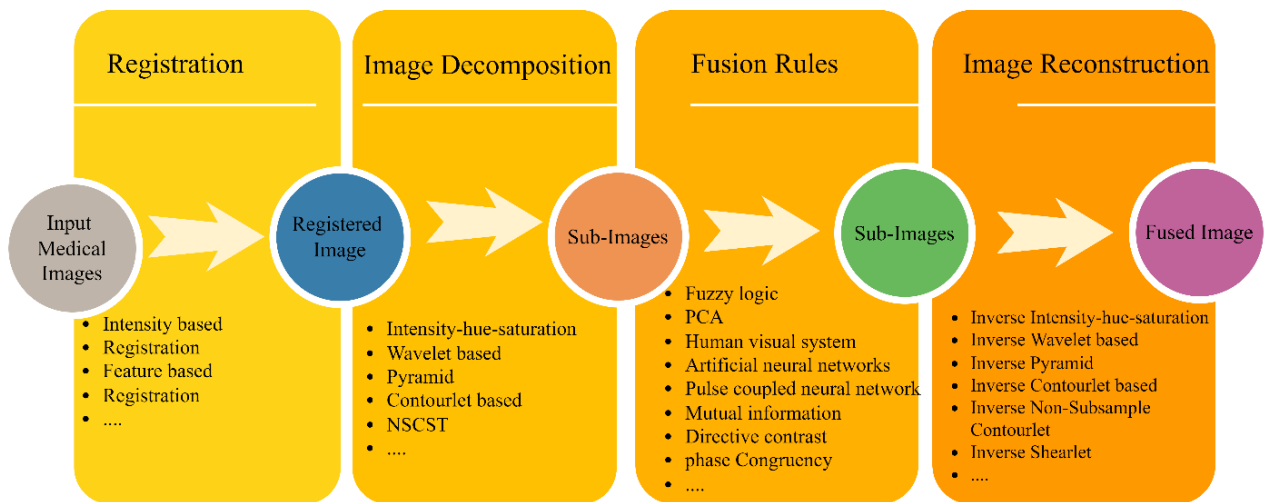 Registration
Image Decomposition
Fusion Rules
Image Reconstruction
Input
Medical
Images
Registered
Image
Sub-Images
Sub-Images
Fused Image
• Intensity based
• Registration
• Feature based
• Registration
• ....
• Intensity-hue-saturation
• Wavelet based
• Pyramid
• Contourlet based
• NSCST
• ....
• Fuzzy logic
• PCA
• Human visual system
• Artificial neural networks
• Pulse coupled neural network
• Mutual information
• Directive contrast
• phase Congruency
• ....
• Inverse Intensity-hue-saturation
• Inverse Wavelet based
• Inverse Pyramid
• Inverse Contourlet based
• Inverse Non-Subsample
Contourlet
• Inverse Shearlet
• ....